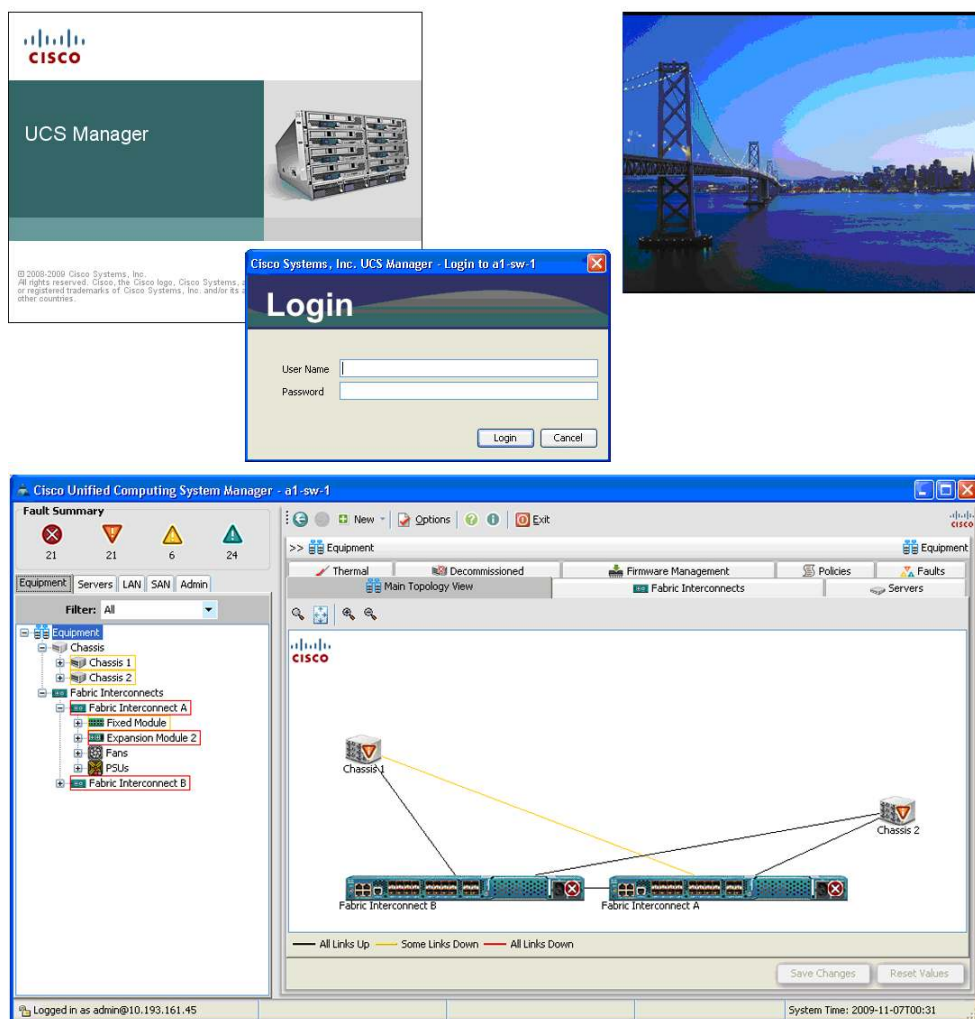 CISCO
UCS Manager
© 2008-2009 Cisco Systems, Inc.
All rights reserved. Cisco, the Cisco logo, Cisco Systems,
or registered trademarks of Cisco Systems, Inc. and/or its
other countries.
Cisco Systems, Inc. UCS Manager - Login to a1-sw-1
Login
User Name
Password
Login Cancel
Cisco Unified Computing System Manager - a1-sw-1
Fault Summary
21 21 6 24
Equipment Servers LAN SAN Admin
Filter: All
Equipment
Chassis
Chassis 1
Chassis 2
Fabric Interconnects
Fabric Interconnect A
Fixed Module
Expansion Module 2
Fans
PSUs
Fabric Interconnect B
New Options Exit
CISCO
>> Equipment Equipment
Thermal Decommissioned Firmware Management Policies Faults
Main Topology View Fabric Interconnects Servers
CISCO
Chassis 1
Chassis 2
Fabric Interconnect B Fabric Interconnect A
All Links Up Some Links Down All Links Down
Save Changes Reset Values
Logged in as admin@10.193.161.45 System Time: 2009-11-07T00:31